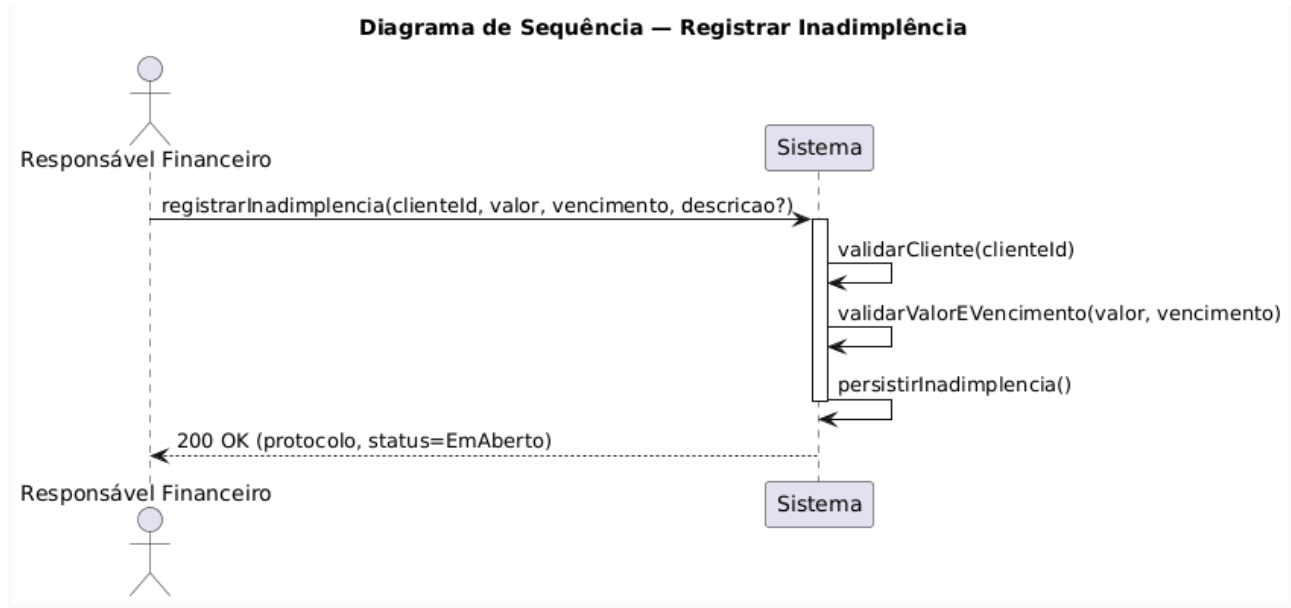 Diagrama de Sequência — Registrar Inadimplência
Responsável Financeiro
Sistema
registrarInadimplencia(clienteId, valor, vencimento, descricao?)
validarCliente(clienteId)
validarValorEVencimento(valor, vencimento)
persistirInadimplencia()
200 OK (protocolo, status=EmAberto)
Responsável Financeiro
Sistema